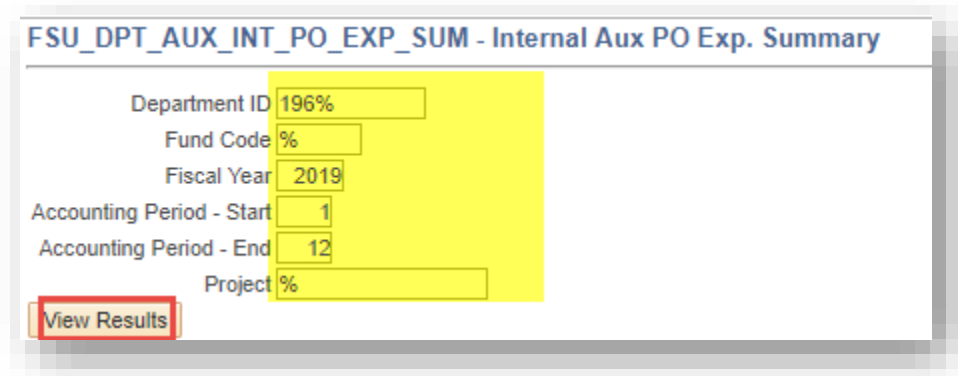 FSU_DPT_AUX_INT_PO_EXP_SUM - Internal Aux PO Exp. Summary
Department ID 196%
Fund Code %
Fiscal Year 2019
Accounting Period - Start 1
Accounting Period - End 12
Project %
View Results